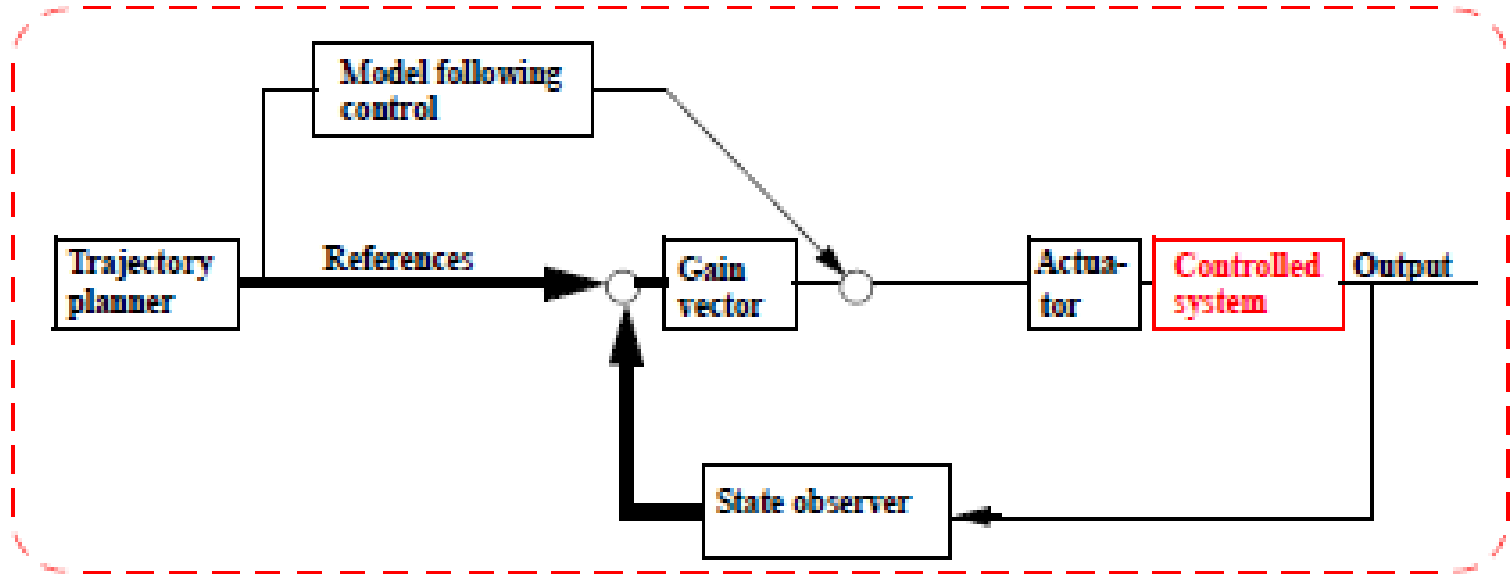 Model following
control
Trajectory
planner
References
Gain
vector
Actua-
tor
Controlled
system
Output
State observer